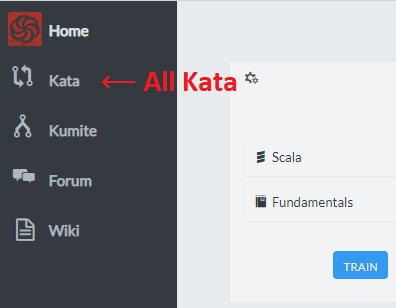 Home
Kata ← All Kata
Kumite
Forum
Wiki
Scala
Fundamentals
TRAIN